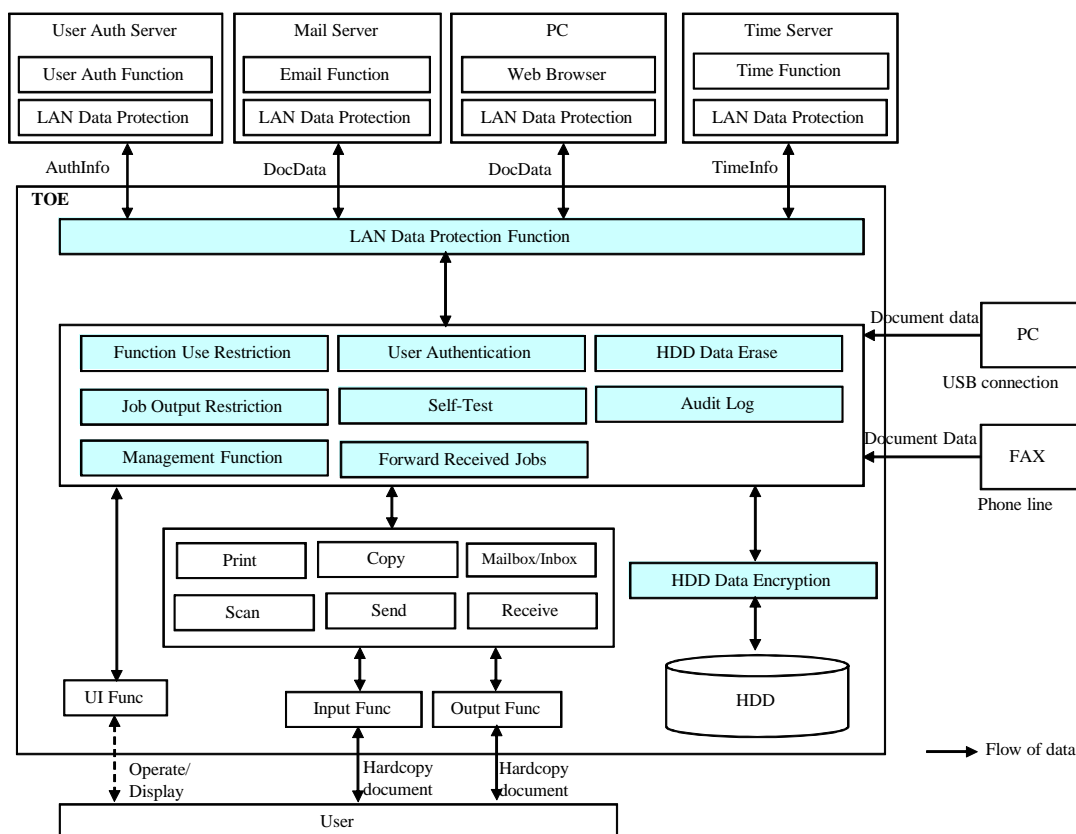 User Auth Server
Mail Server
PC
Time Server
User Auth Function
Email Function
Web Browser
Time Function
LAN Data Protection
LAN Data Protection
LAN Data Protection
LAN Data Protection
AuthInfo
DocData
DocData
TimeInfo
TOE
LAN Data Protection Function
Function Use Restriction
User Authentication
HDD Data Erase
Job Output Restriction
Self-Test
Audit Log
Management Function
Forward Received Jobs
Document data
PC
USB connection
Document Data
FAX
Phone line
Print
Copy
Mailbox/Inbox
Scan
Send
Receive
HDD Data Encryption
HDD
UI Func
Input Func
Output Func
Flow of data
Operate/
Display
Hardcopy
document
Hardcopy
document
User